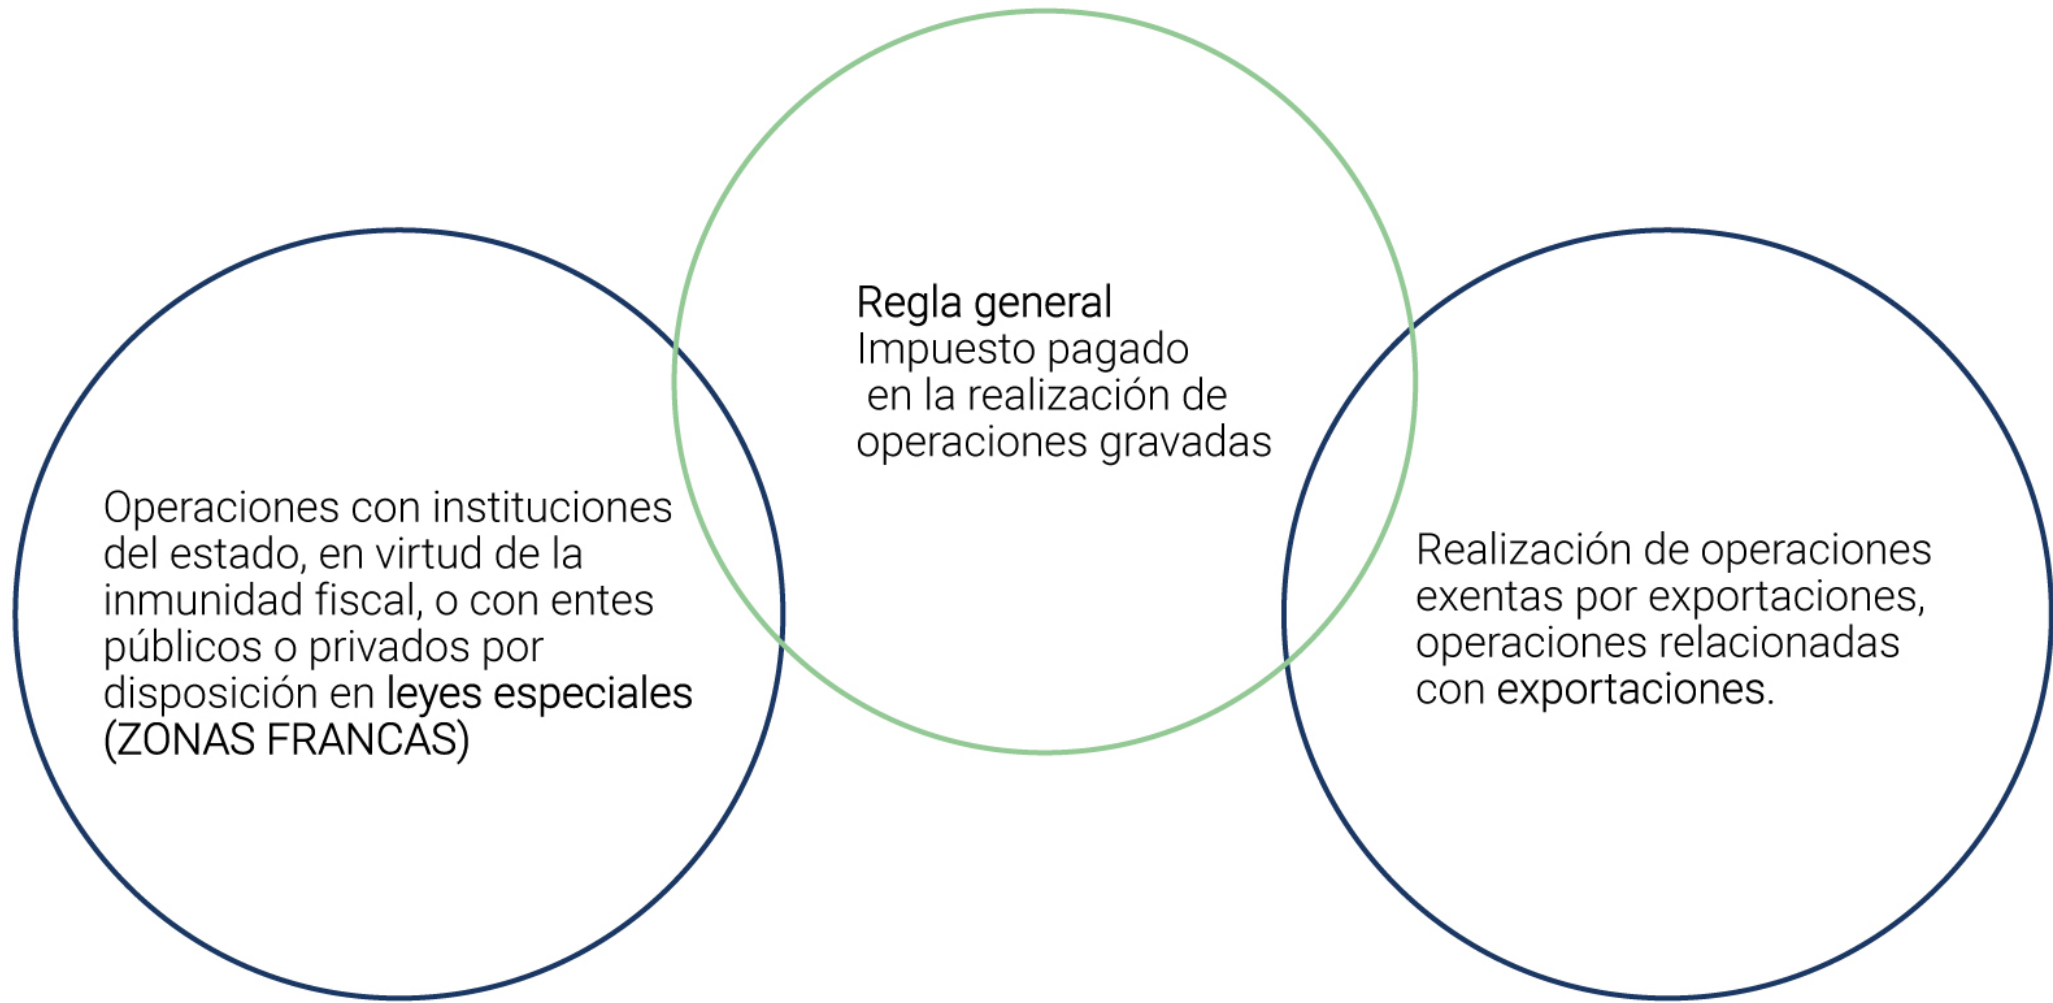 Regla general
Impuesto pagado
en la realización de
operaciones gravadas
Operaciones con instituciones
del estado, en virtud de la
inmunidad fiscal, o con entes
públicos o privados por
disposición en leyes especiales
(ZONAS FRANCAS)
Realización de operaciones
exentas por exportaciones,
operaciones relacionadas
con exportaciones.